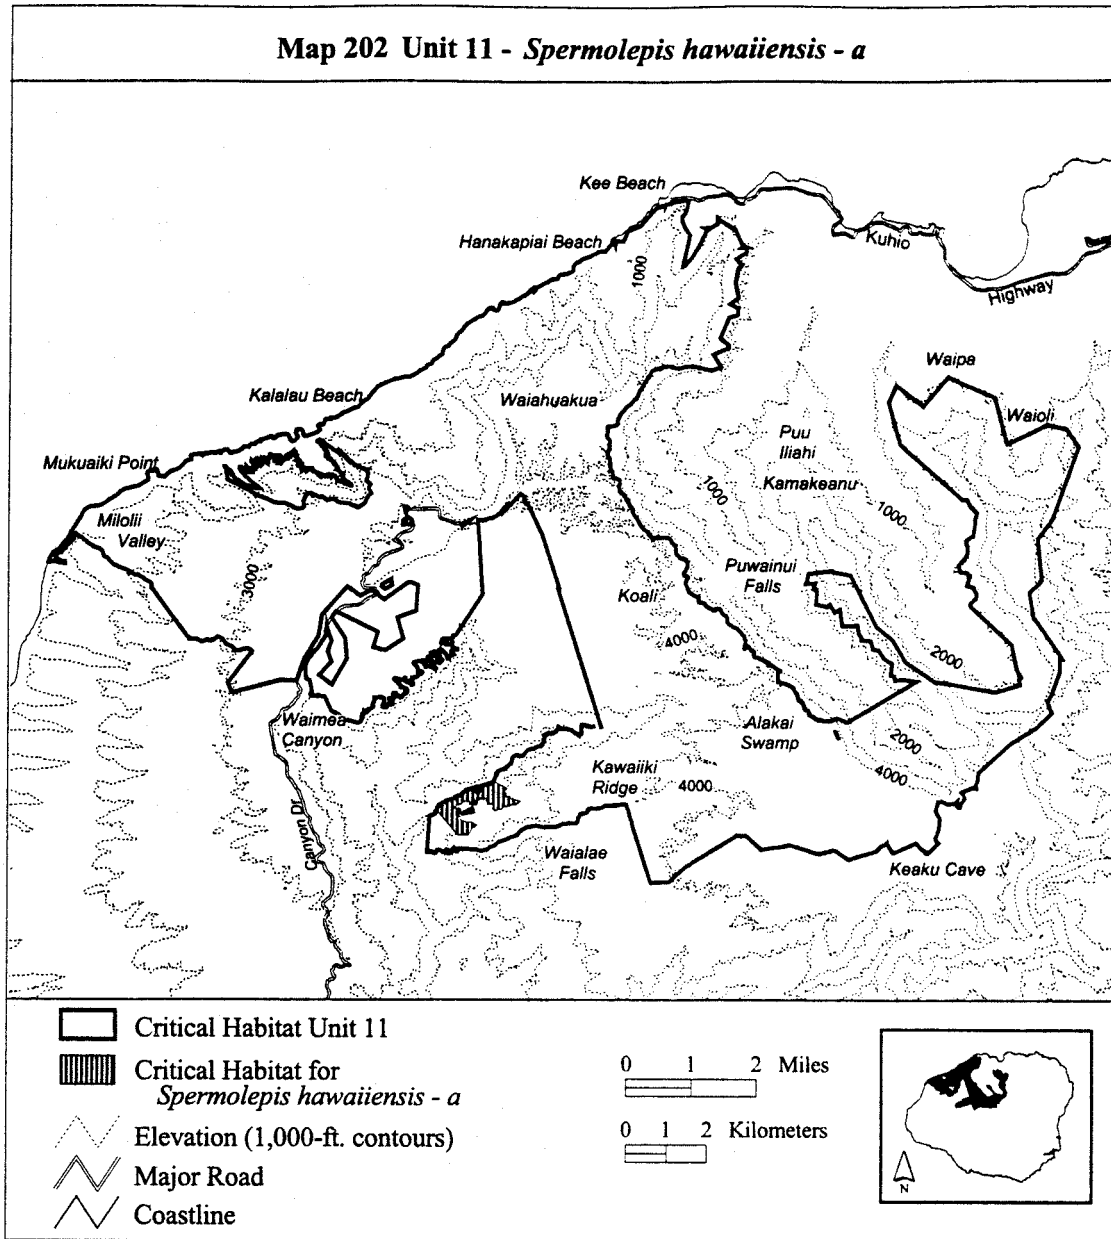 Map 202 Unit 11 - Spermolepis hawaiiensis - a
Kee Beach
Hanakapiai Beach
Kuhio
Highway
1000
Waipa
Kalalau Beach
Waiahuakua
Waioli
Puu
Iliahi
Mukuaiki Point
Kamakeanu
1000
1000
Milolii
Valley
3000
Puwainui
Falls
Koali
4000
2000
Waimea
Canyon
Alakai
Swamp
2000
4000
Kawaiiki
Ridge
4000
Canyon Dr
Waialae
Falls
Keaku Cave
Critical Habitat Unit 11
Critical Habitat for
Spermolepis hawaiiensis - a
Elevation (1,000-ft. contours)
Major Road
Coastline
0 1 2 Miles
0 1 2 Kilometers
N